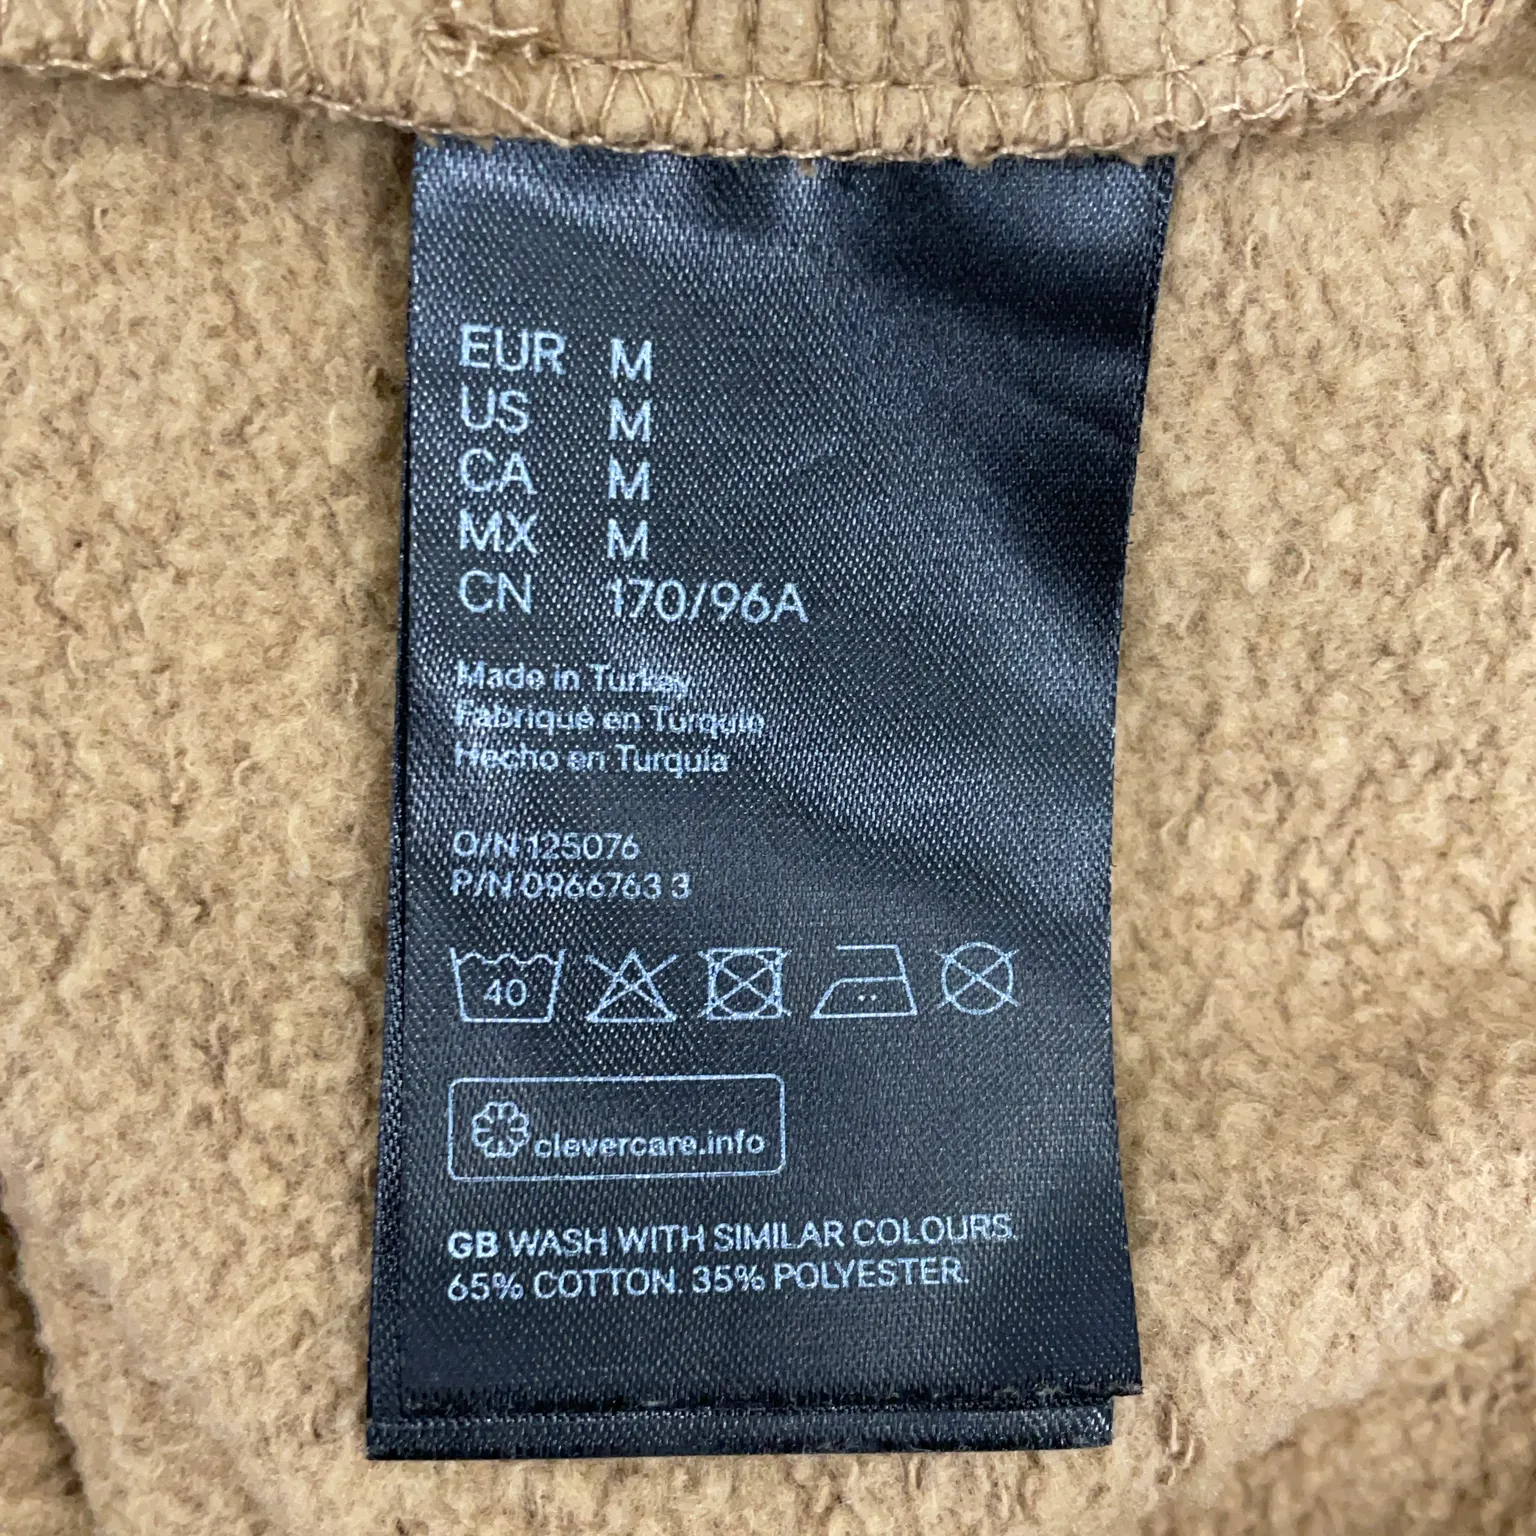 EUR M
US M
CA M
MX M
CN 170/96A
Made in Turkey
Fabriqué en Turquie
Hecho en Turquía
O/N 125076
P/N 0966763 3
40
clevercare.info
GB WASH WITH SIMILAR COLOURS.
65% COTTON. 35% POLYESTER.